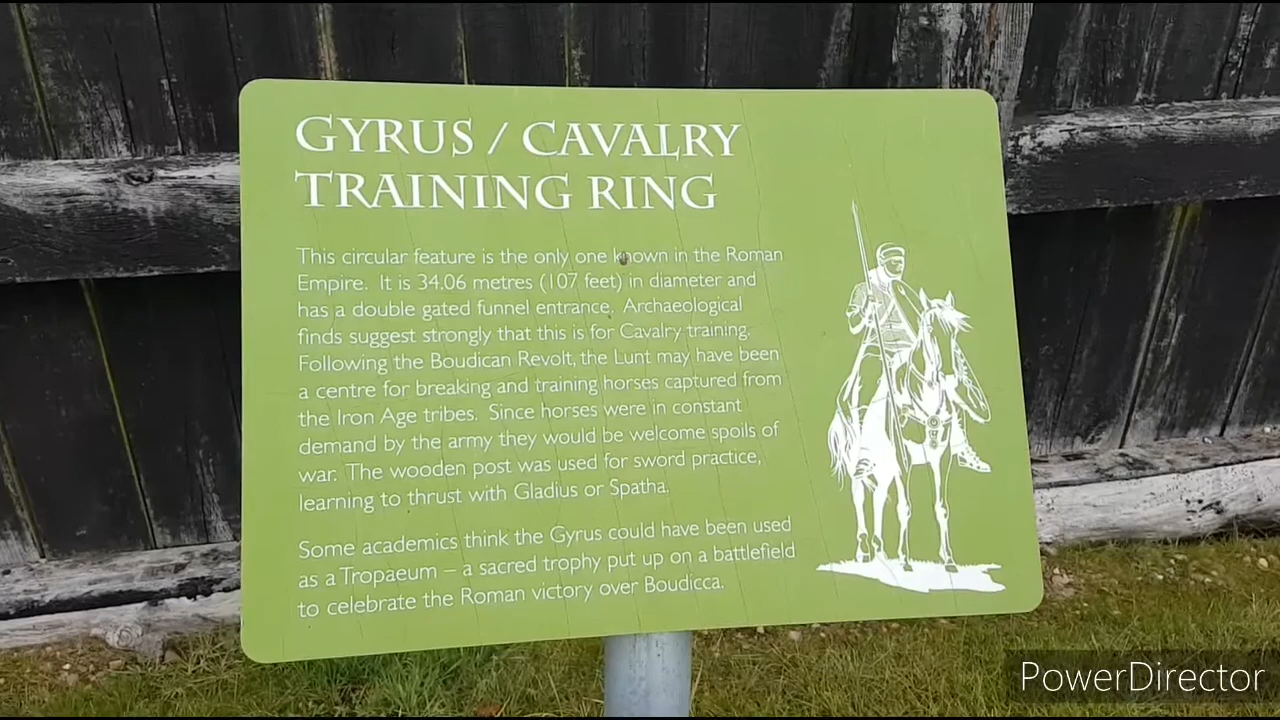 GYRUS / CAVALRY
TRAINING RING
This circular feature is the only one known in the Roman
Empire. It is 34.06 metres (107 feet) in diameter and
has a double gated funnel entrance. Archaeological
finds suggest strongly that this is for Cavalry training.
Following the Boudican Revolt, the Lunt may have been
a centre for breaking and training horses captured from
the Iron Age tribes. Since horses were in constant
demand by the army they would be welcome spoils of
war. The wooden post was used for sword practice,
learning to thrust with Gladius or Spatha.
Some academics think the Gyrus could have been used
as a Tropaeum – a sacred trophy put up on a battlefield
to celebrate the Roman victory over Boudicca.
PowerDirector